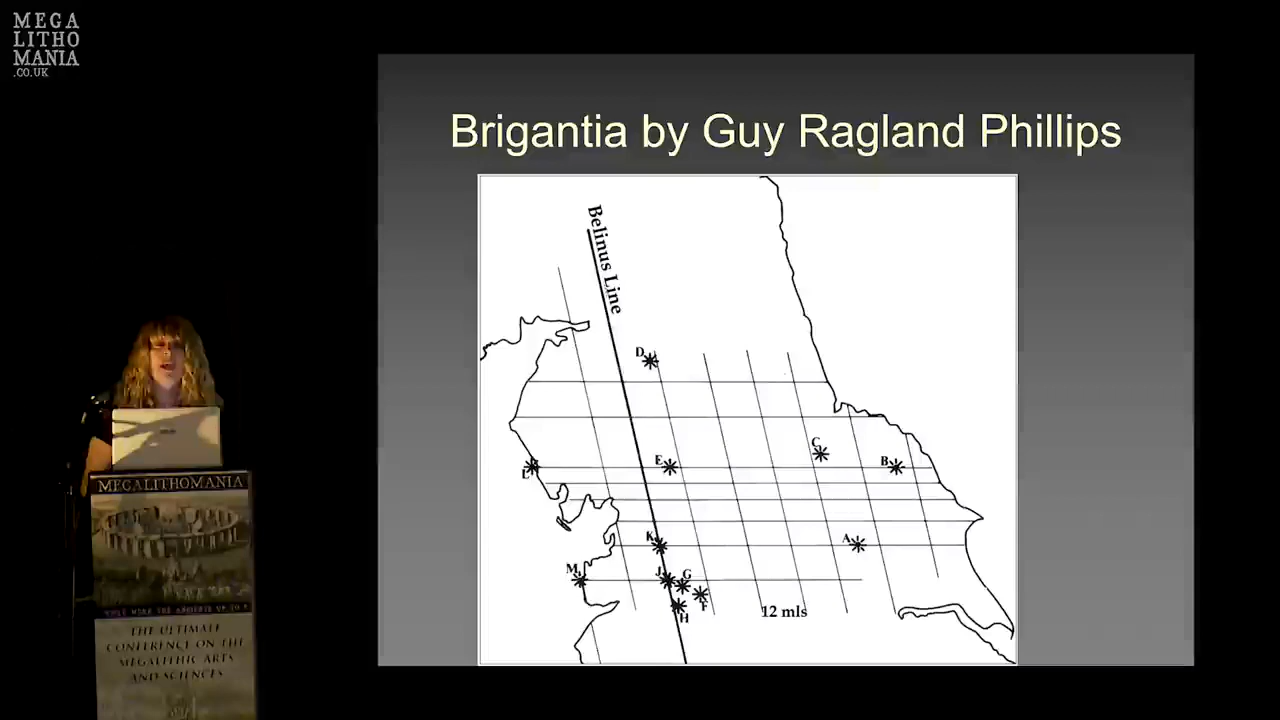 MEGA
LITHO
MANIA
.CO.UK
Brigantia by Guy Ragland Phillips
Belinus Line
D
C
E
B
L
K
A
M
J
G
F
H
12 mls
MEGALITHOMANIA
THE ULTIMATE
CONFERENCE ON THE
MEGALITHIC ARTS
AND SCIENCES